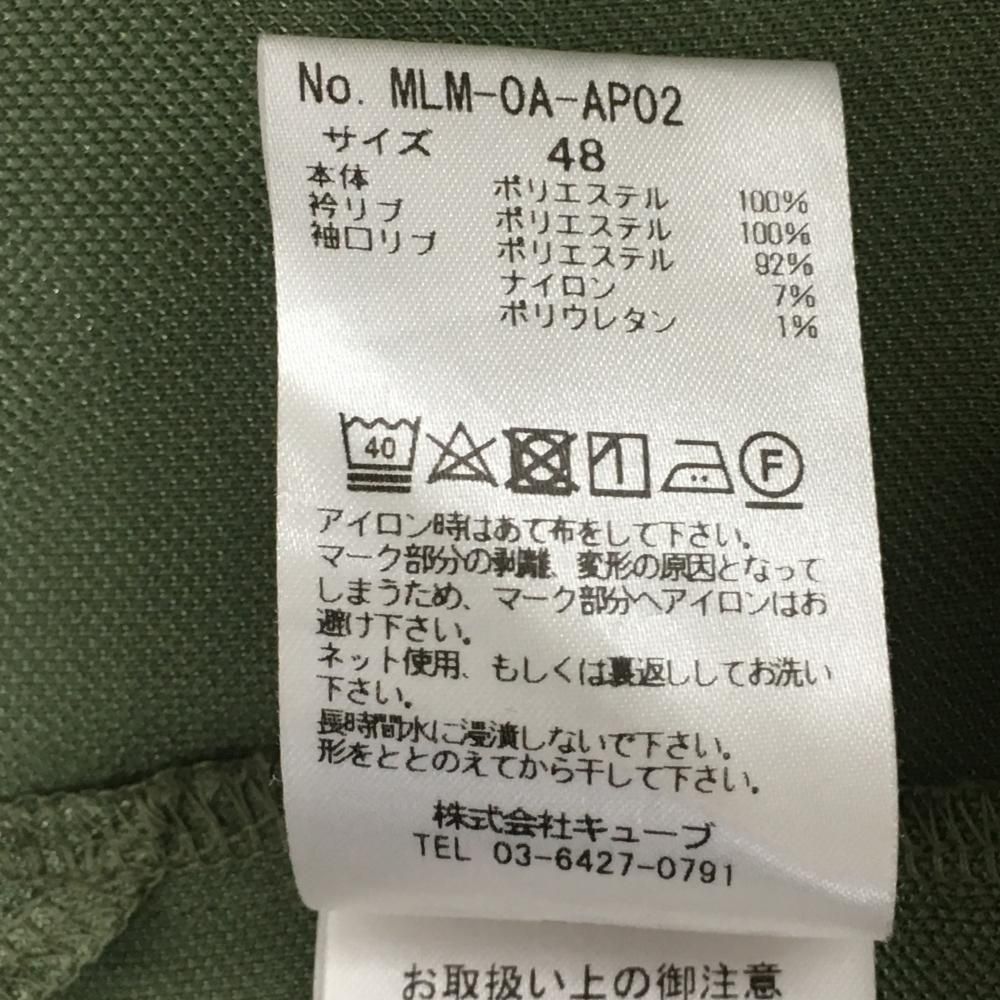 No. MLM-OA-AP02
サイズ 48
本体 ポリエステル 100%
衿リブ ポリエステル 100%
袖口リブ ポリエステル 92%
ナイロン 7%
ポリウレタン 1%
40 F
アイロン時はあて布をして下さい。
マーク部分の剥離、変形の原因となって
しまうため、マーク部分へアイロンはお
避け下さい。
ネット使用、もしくは裏返ししてお洗い
下さい。
長時間水に浸漬しないで下さい。
形をととのえてから干して下さい。
株式会社キューブ
TEL 03-6427-0791
お取扱い上の御注意